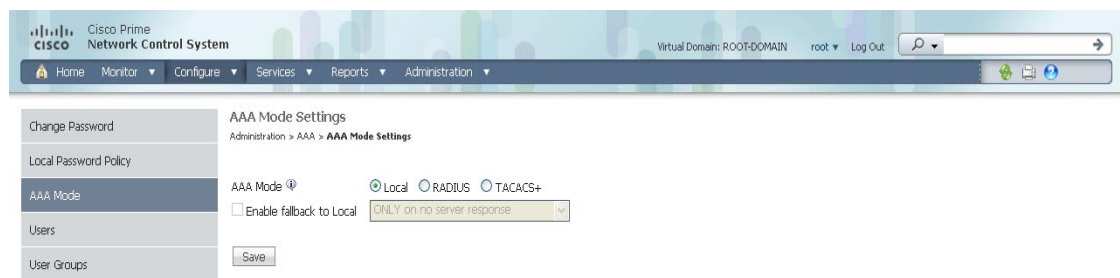 Cisco Prime
CISCO Network Control System
Virtual Domain: ROOT-DOMAIN root Log Out
Home Monitor Configure Services Reports Administration
Change Password
Local Password Policy
AAA Mode
Users
User Groups
AAA Mode Settings
Administration > AAA > AAA Mode Settings
AAA Mode Local RADIUS TACACS+
Enable fallback to Local ONLY on no server response
Save